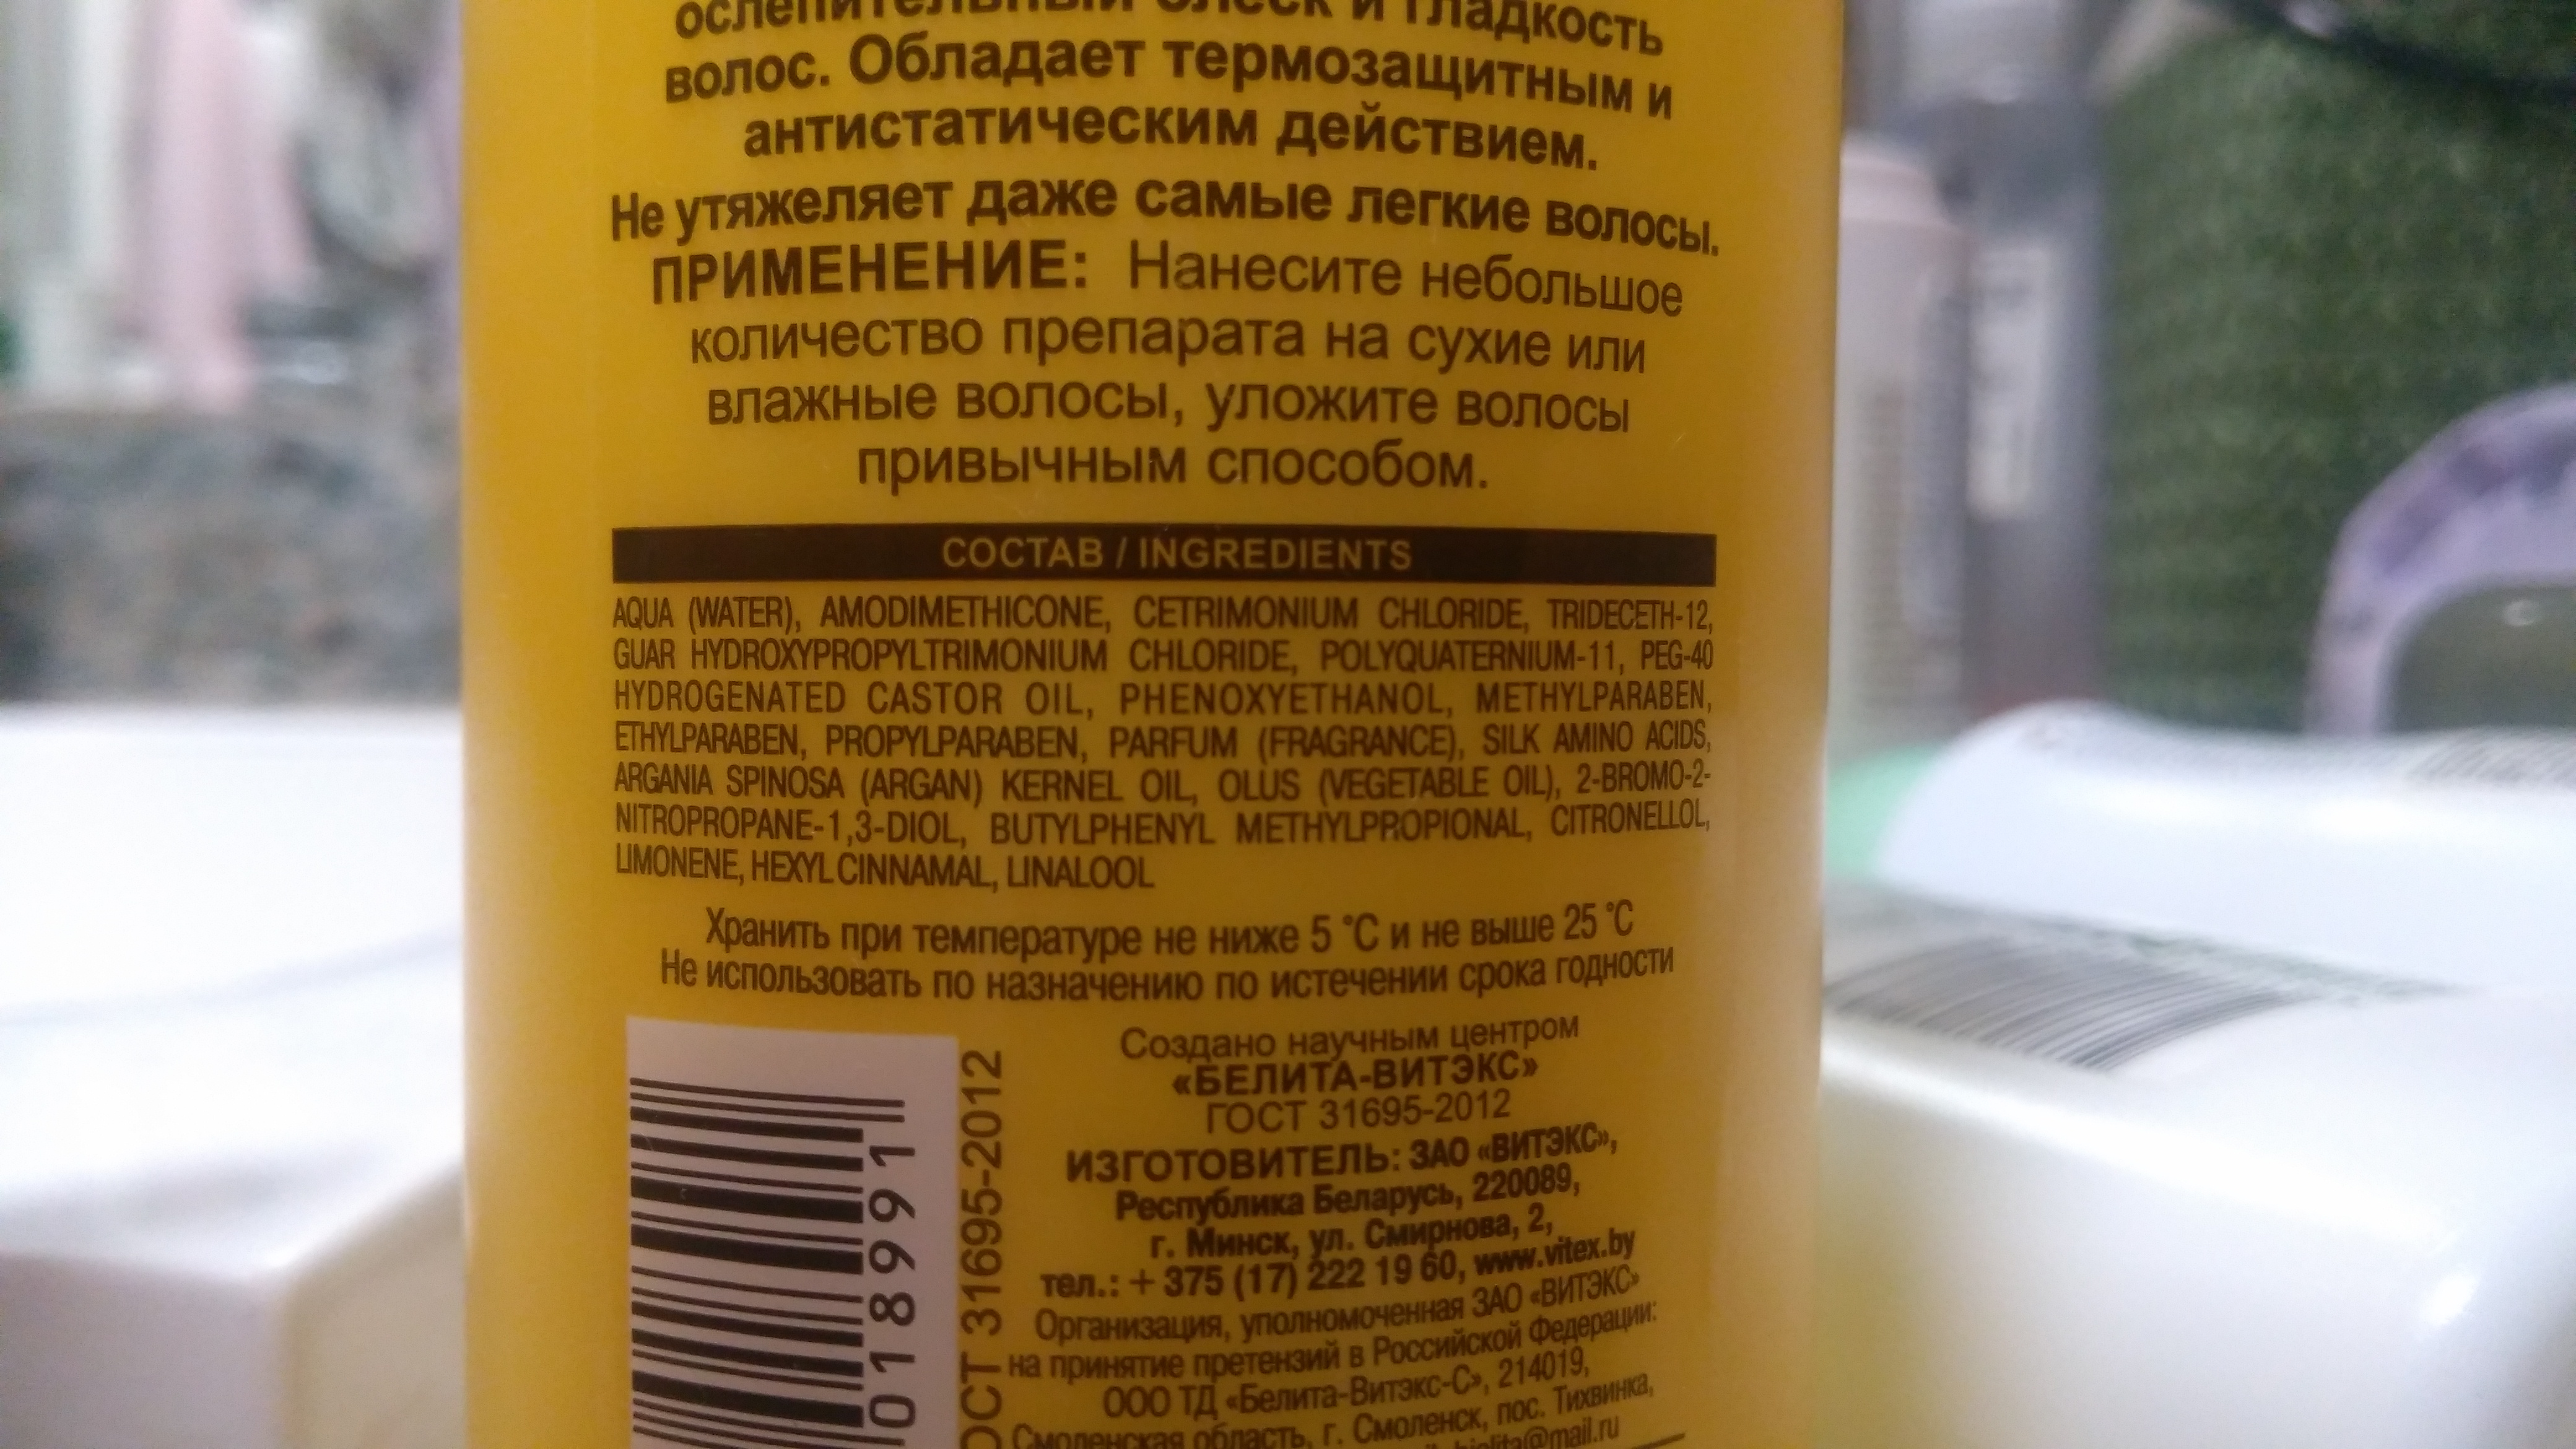 ослепительный блеск и гладкость
волос. Обладает термозащитным и
антистатическим действием.
Не утяжеляет даже самые легкие волосы.
ПРИМЕНЕНИЕ: Нанесите небольшое
количество препарата на сухие или
влажные волосы, уложите волосы
привычным способом.
СОСТАВ / INGREDIENTS
AQUA (WATER), AMODIMETHICONE, CETRIMONIUM CHLORIDE, TRIDECETH-12,
GUAR HYDROXYPROPYLTRIMONIUM CHLORIDE, POLYQUATERNIUM-11, PEG-40
HYDROGENATED CASTOR OIL, PHENOXYETHANOL, METHYLPARABEN,
ETHYLPARABEN, PROPYLPARABEN, PARFUM (FRAGRANCE), SILK AMINO ACIDS,
ARGANIA SPINOSA (ARGAN) KERNEL OIL, OLUS (VEGETABLE OIL), 2-BROMO-2-
NITROPROPANE-1,3-DIOL, BUTYLPHENYL METHYLPROPIONAL, CITRONELLOL,
LIMONENE, HEXYL CINNAMAL, LINALOOL
Хранить при температуре не ниже 5 °C и не выше 25 °C
Не использовать по назначению по истечении срока годности
Создано научным центром
«БЕЛИТА-ВИТЭКС»
ГОСТ 31695-2012
ИЗГОТОВИТЕЛЬ: ЗАО «ВИТЭКС»,
Республика Беларусь, 220089,
г. Минск, ул. Смирнова, 2,
тел.: + 375 (17) 222 19 60, www.vitex.by
Организация, уполномоченная ЗАО «ВИТЭКС»
на принятие претензий в Российской Федерации:
ООО ТД «Белита-Витэкс-С», 214019,
Смоленская область, г. Смоленск, пос. Тихвинка,
@mail.ru
018991
ОСТ 31695-2012